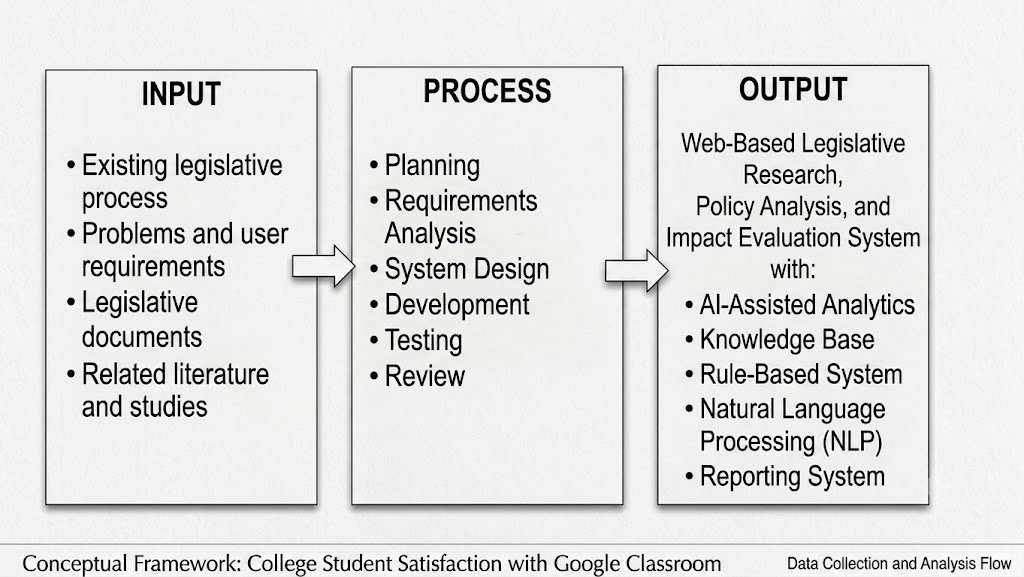 INPUT
• Existing legislative
process
• Problems and user
requirements
• Legislative
documents
• Related literature
and studies
PROCESS
• Planning
• Requirements
Analysis
• System Design
• Development
• Testing
• Review
OUTPUT
Web-Based Legislative
Research,
Policy Analysis, and
Impact Evaluation System
with:
• AI-Assisted Analytics
• Knowledge Base
• Rule-Based System
• Natural Language
Processing (NLP)
• Reporting System
Conceptual Framework: College Student Satisfaction with Google Classroom
Data Collection and Analysis Flow